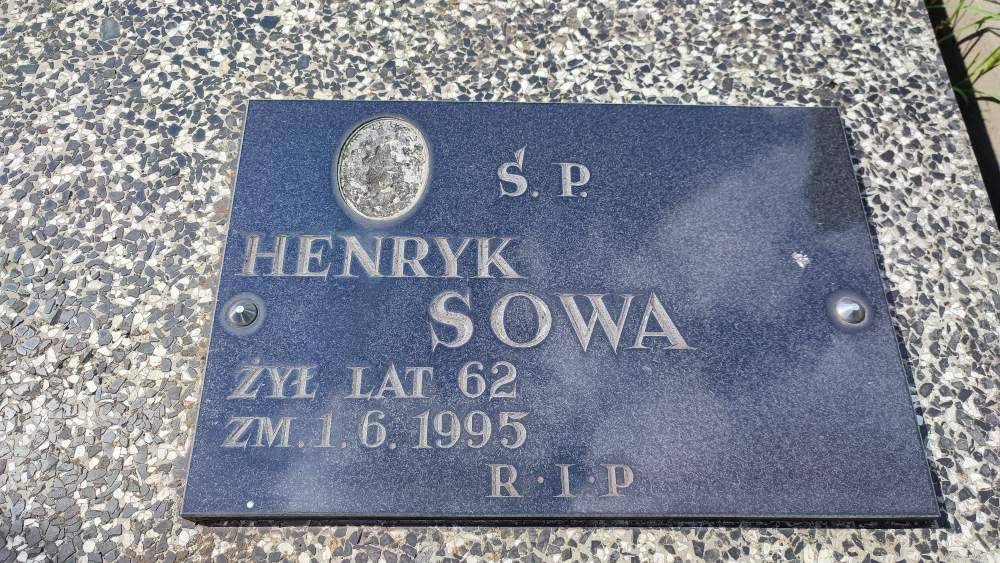 Ś. P.
HENRYK
SOWA
ŻYŁ LAT 62
ZM. 1. 6. 1995
R·I·P